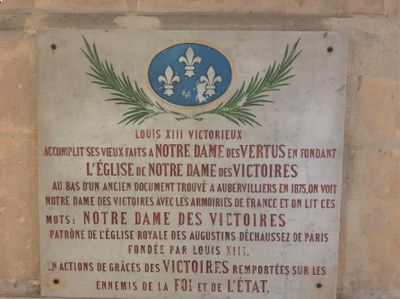 LOUIS XIII VICTORIEUX
ACCOMPLIT SES VŒUX FAITS A NOTRE DAME DES VERTUS EN FONDANT
L'ÉGLISE DE NOTRE DAME DES VICTOIRES
AU BAS D'UN ANCIEN DOCUMENT TROUVÉ A AUBERVILLIERS EN 1875, ON VOIT
NOTRE DAME DES VICTOIRES AVEC LES ARMOIRIES DE FRANCE ET ON LIT CES
MOTS: NOTRE DAME DES VICTOIRES
PATRÔNE DE L'ÉGLISE ROYALE DES AUGUSTINS DÉCHAUSSEZ DE PARIS
FONDÉE PAR LOUIS XIII,
EN ACTIONS DE GRÂCES DES VICTOIRES REMPORTÉES SUR LES
ENNEMIS DE LA FOI ET DE L'ÉTAT.